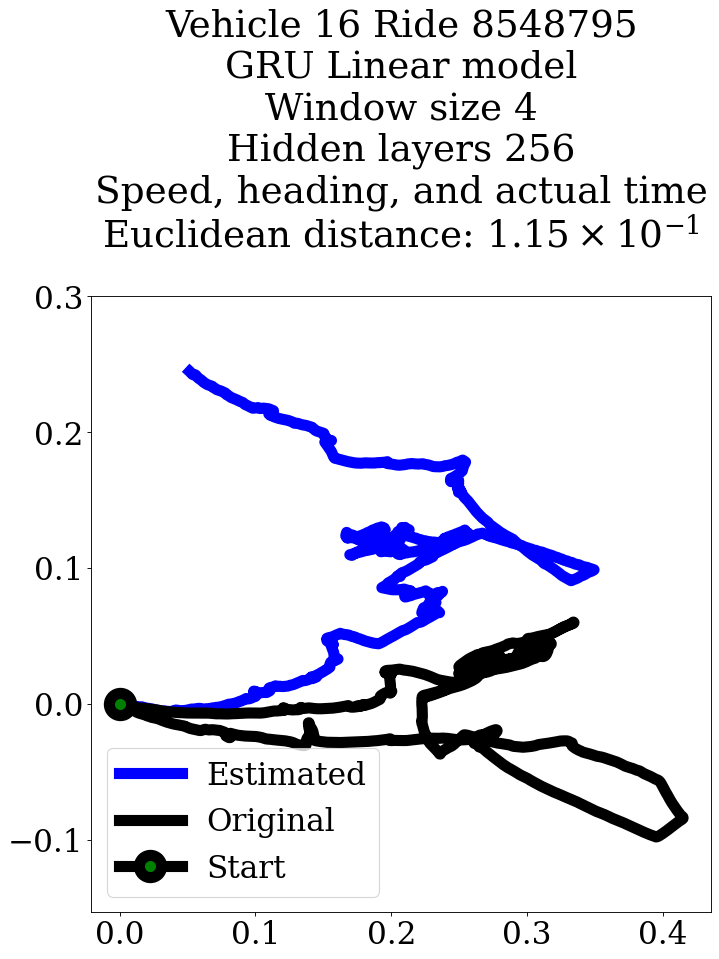 Vehicle 16 Ride 8548795
GRU Linear model
Window size 4
Hidden layers 256
Speed, heading, and actual time
Euclidean distance: 1.15 × 10⁻¹
0.3
0.2
0.1
0.0
−0.1
Estimated
Original
Start
0.0 0.1 0.2 0.3 0.4